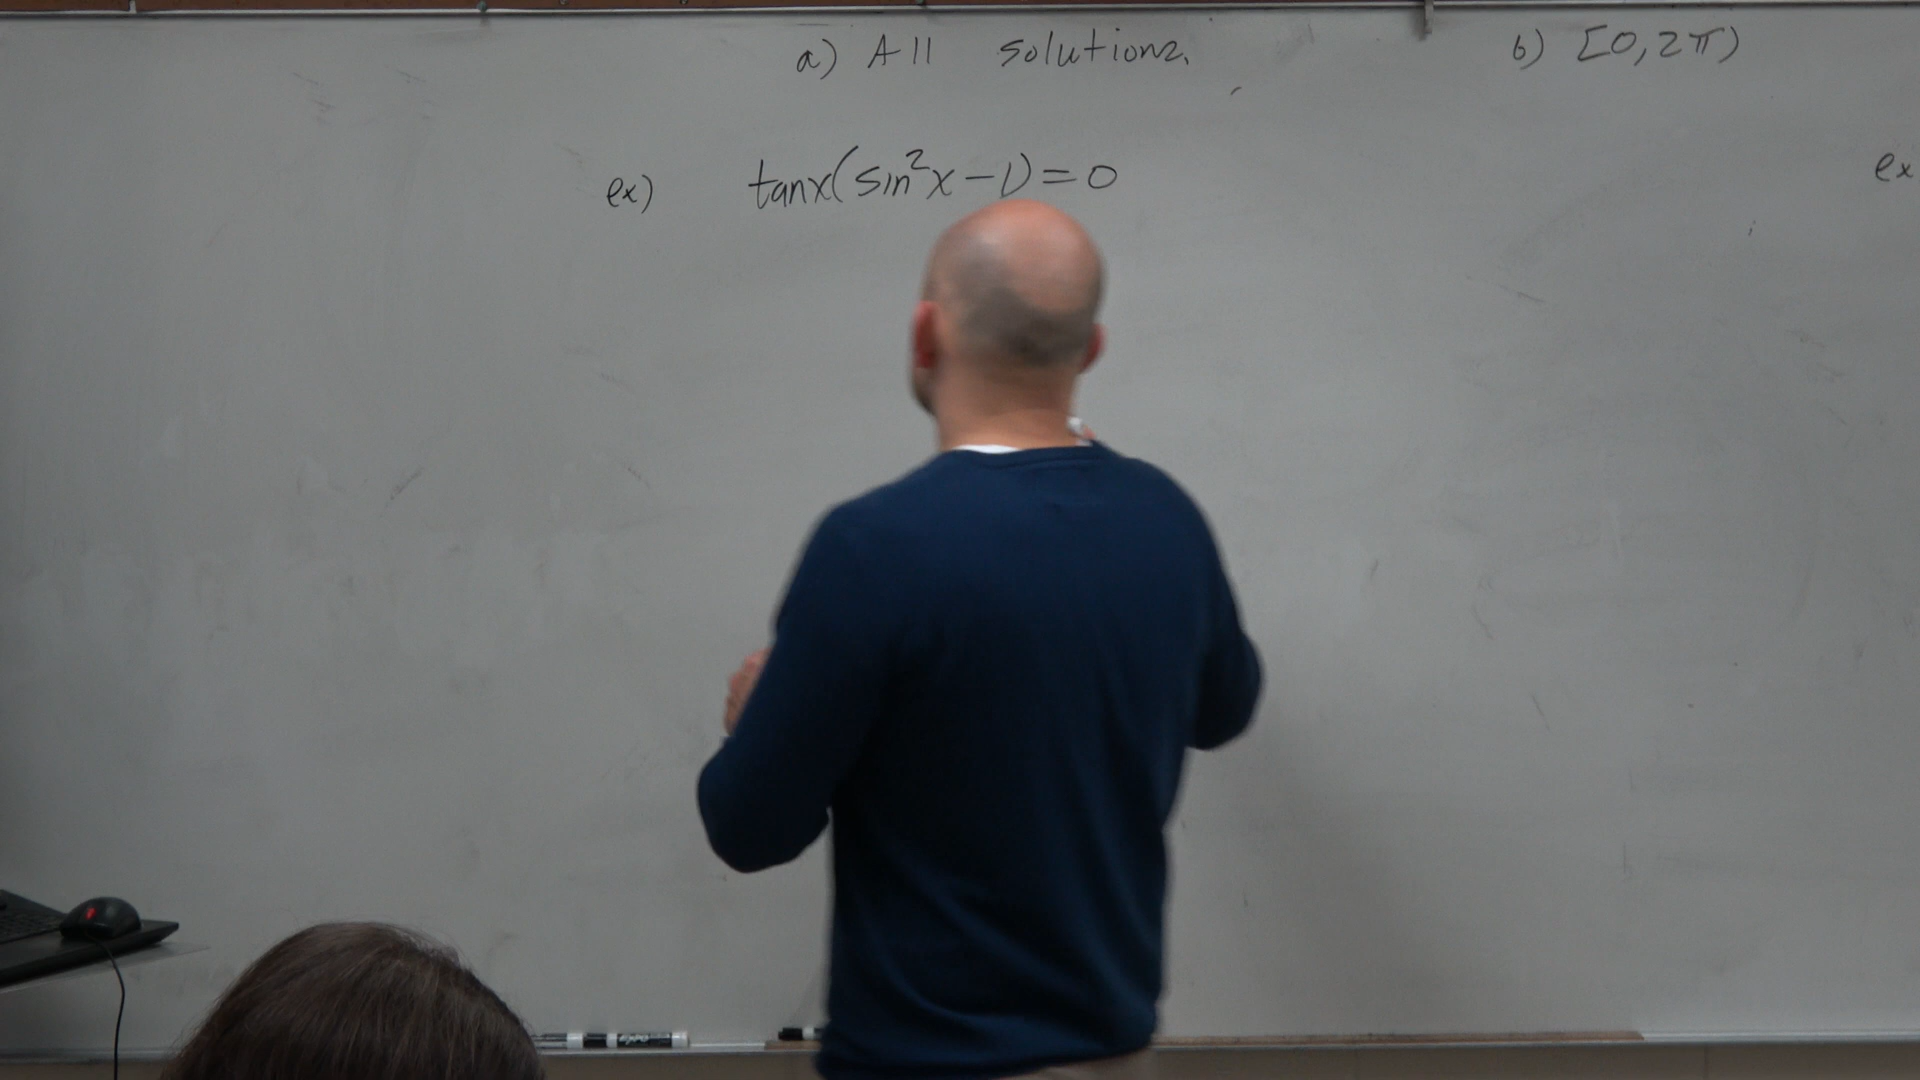 a) All solutions.
b) [0, 2π)
ex) tanx(sin²x-1)=0
ex